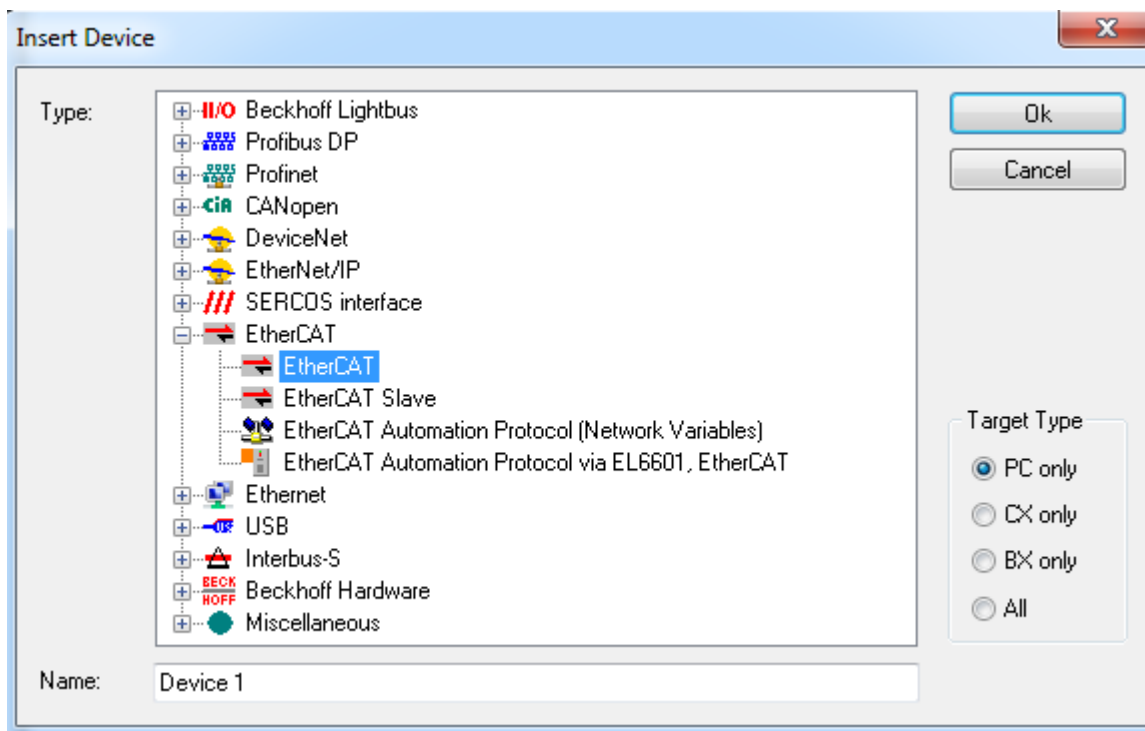 Insert Device
Type:
II/O Beckhoff Lightbus
Profibus DP
Profinet
CiA CANopen
DeviceNet
EtherNet/IP
SERCOS interface
EtherCAT
EtherCAT
EtherCAT Slave
EtherCAT Automation Protocol (Network Variables)
EtherCAT Automation Protocol via EL6601, EtherCAT
Ethernet
USB
Interbus-S
BECK
HOFF
Beckhoff Hardware
Miscellaneous
Ok
Cancel
Target Type
PC only
CX only
BX only
All
Name:
Device 1